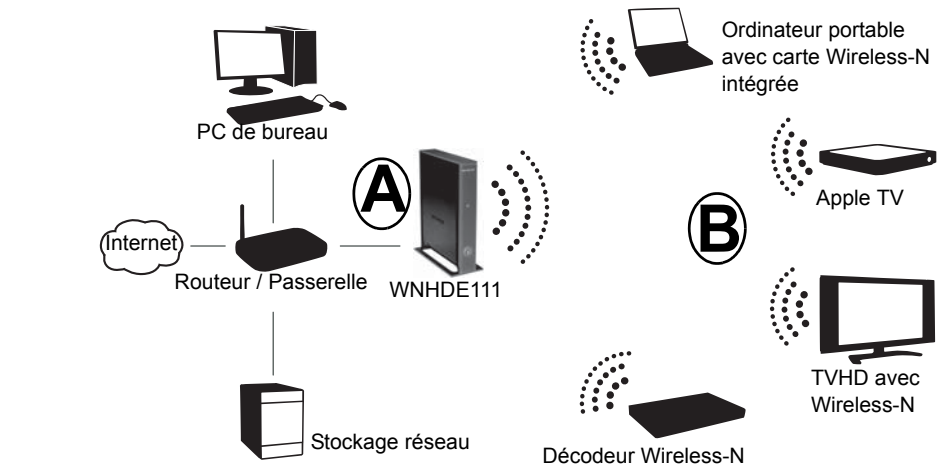 Ordinateur portable
avec carte Wireless-N
intégrée
PC de bureau
A
Apple TV
B
Internet
Routeur / Passerelle
WNHDE111
TVHD avec
Wireless-N
Stockage réseau
Décodeur Wireless-N